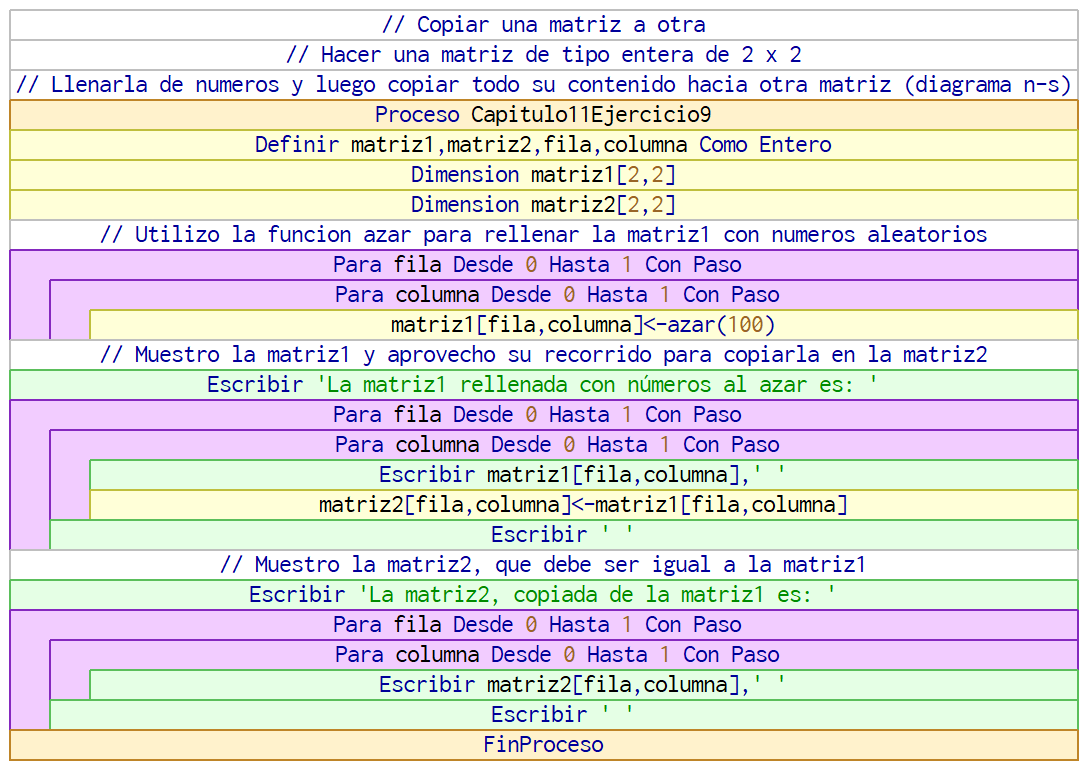 // Copiar una matriz a otra
// Hacer una matriz de tipo entera de 2 x 2
// Llenarla de numeros y luego copiar todo su contenido hacia otra matriz (diagrama n-s)
Proceso Capitulo11Ejercicio9
Definir matriz1,matriz2,fila,columna Como Entero
Dimension matriz1[2,2]
Dimension matriz2[2,2]
// Utilizo la funcion azar para rellenar la matriz1 con numeros aleatorios
Para fila Desde 0 Hasta 1 Con Paso
Para columna Desde 0 Hasta 1 Con Paso
matriz1[fila,columna]<-azar(100)
// Muestro la matriz1 y aprovecho su recorrido para copiarla en la matriz2
Escribir 'La matriz1 rellenada con números al azar es: '
Para fila Desde 0 Hasta 1 Con Paso
Para columna Desde 0 Hasta 1 Con Paso
Escribir matriz1[fila,columna],' '
matriz2[fila,columna]<-matriz1[fila,columna]
Escribir ' '
// Muestro la matriz2, que debe ser igual a la matriz1
Escribir 'La matriz2, copiada de la matriz1 es: '
Para fila Desde 0 Hasta 1 Con Paso
Para columna Desde 0 Hasta 1 Con Paso
Escribir matriz2[fila,columna],' '
Escribir ' '
FinProceso